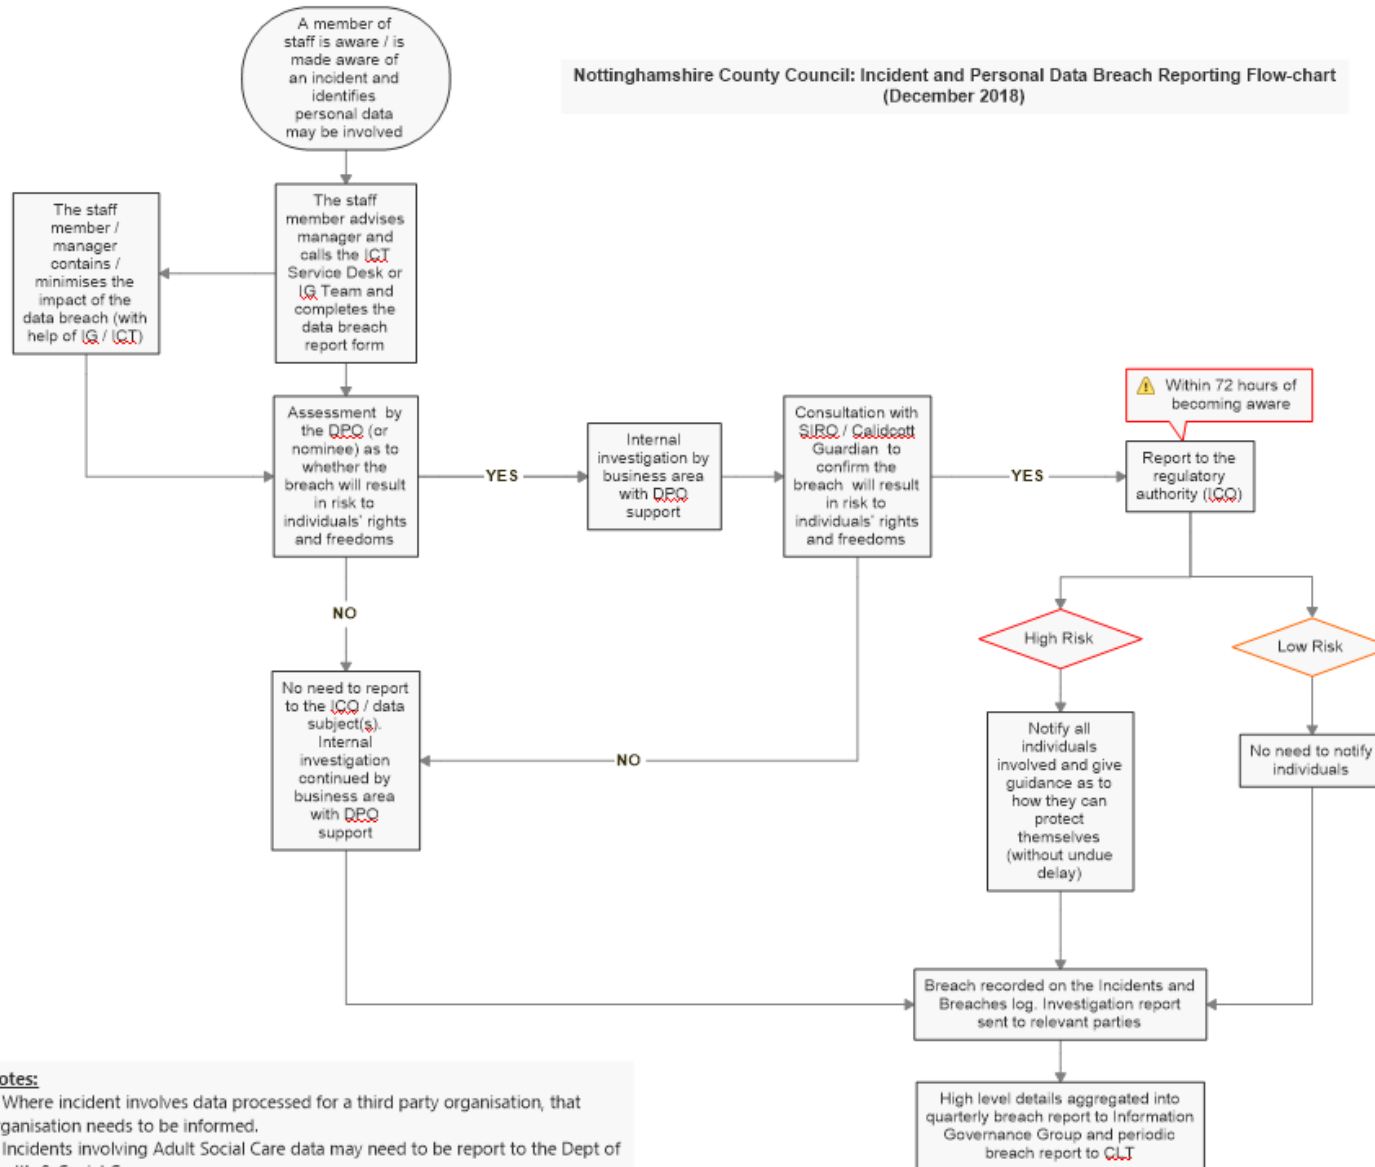 A member of
staff is aware / is
made aware of
an incident and
identifies
personal data
may be involved
Nottinghamshire County Council: Incident and Personal Data Breach Reporting Flow-chart
(December 2018)
The staff
member /
manager
contains /
minimises the
impact of the
data breach (with
help of IG / ICT)
The staff
member advises
manager and
calls the ICT
Service Desk or
IG Team and
completes the
data breach
report form
Assessment by
the DPO (or
nominee) as to
whether the
breach will result
in risk to
individuals' rights
and freedoms
YES
Internal
investigation by
business area
with DPO
support
Consultation with
SIRO / Calidcott
Guardian to
confirm the
breach will result
in risk to
individuals' rights
and freedoms
YES
Within 72 hours of
becoming aware
Report to the
regulatory
authority (ICO)
NO
High Risk
Low Risk
No need to report
to the ICO / data
subject(s).
Internal
investigation
continued by
business area
with DPO
support
NO
Notify all
individuals
involved and give
guidance as to
how they can
protect
themselves
(without undue
delay)
No need to notify
individuals
Breach recorded on the Incidents and
Breaches log. Investigation report
sent to relevant parties
High level details aggregated into
quarterly breach report to Information
Governance Group and periodic
breach report to CLT
otes:
Where incident involves data processed for a third party organisation, that
ganisation needs to be informed.
Incidents involving Adult Social Care data may need to be report to the Dept of